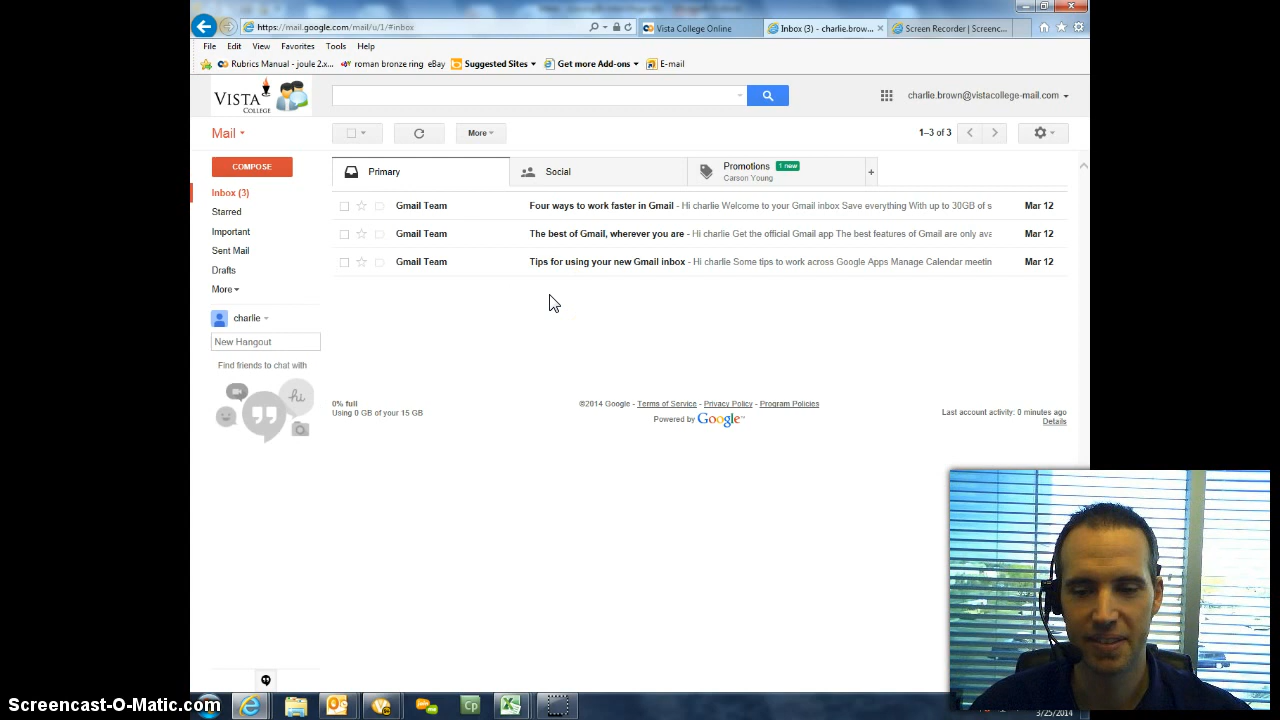 https://mail.google.com/mail/u/1/#inbox
Vista College Online
Inbox (3) - charlie.brow...
Screen Recorder | Screenc...
File Edit View Favorites Tools Help
Rubrics Manual - joule 2.x...
roman bronze ring eBay
Suggested Sites
Get more Add-ons
E-mail
VISTA
COLLEGE
charlie.brown@vistacollege-mail.com
Mail
More
1–3 of 3
COMPOSE
Primary
Social
Promotions
1 new
Carson Young
Inbox (3)
Starred
Important
Sent Mail
Drafts
More
Gmail Team Four ways to work faster in Gmail - Hi charlie Welcome to your Gmail inbox Save everything With up to 30GB of s Mar 12
Gmail Team The best of Gmail, wherever you are - Hi charlie Get the official Gmail app The best features of Gmail are only ava Mar 12
Gmail Team Tips for using your new Gmail inbox - Hi charlie Some tips to work across Google Apps Manage Calendar meetin Mar 12
charlie
New Hangout
Find friends to chat with
hi
0% full
Using 0 GB of your 15 GB
©2014 Google - Terms of Service - Privacy Policy - Program Policies
Powered by Google™
Last account activity: 0 minutes ago
Details
Cp
3/25/2014
Screencast-O-Matic.com